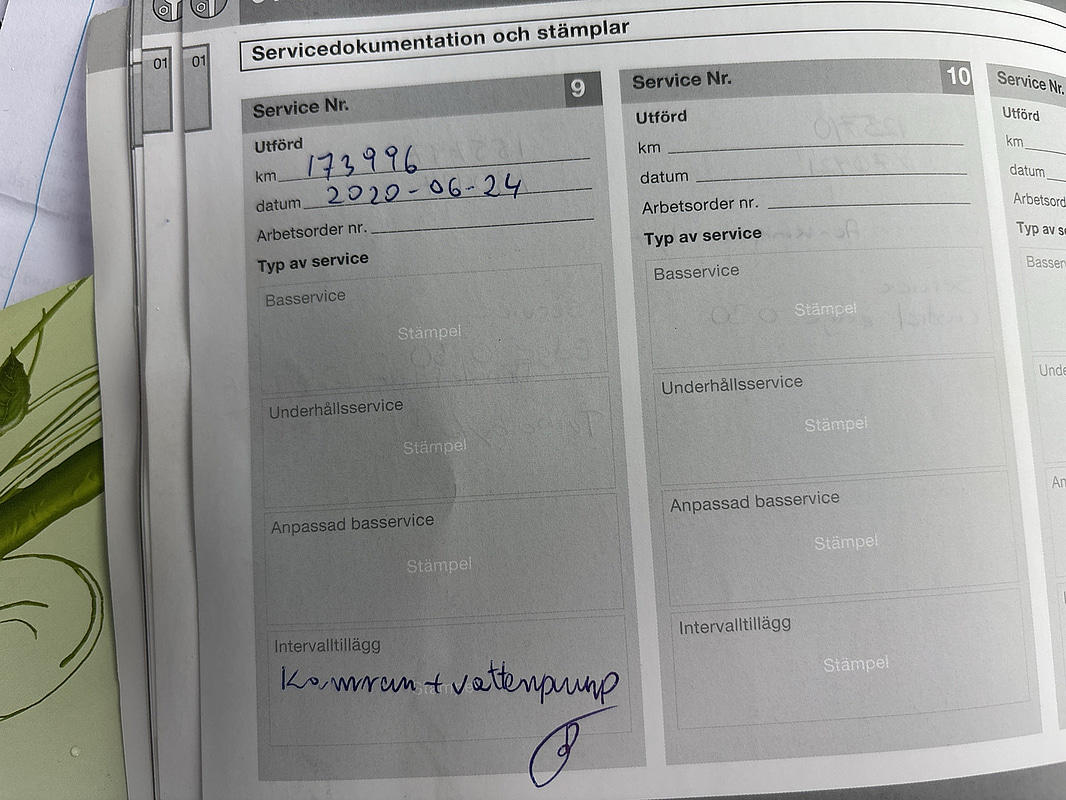 01
01
Servicedokumentation och stämplar
Service Nr. 9
Utförd
km 173996
datum 2020-06-24
Arbetsorder nr.
Typ av service
Basservice
Stämpel
Underhållsservice
Stämpel
Anpassad basservice
Stämpel
Intervalltillägg
Kamrem + vattenpump
Service Nr. 10
Utförd
km
datum
Arbetsorder nr.
Typ av service
Basservice
Stämpel
Underhållsservice
Stämpel
Anpassad basservice
Stämpel
Intervalltillägg
Stämpel
Service Nr.
Utförd
km
datum